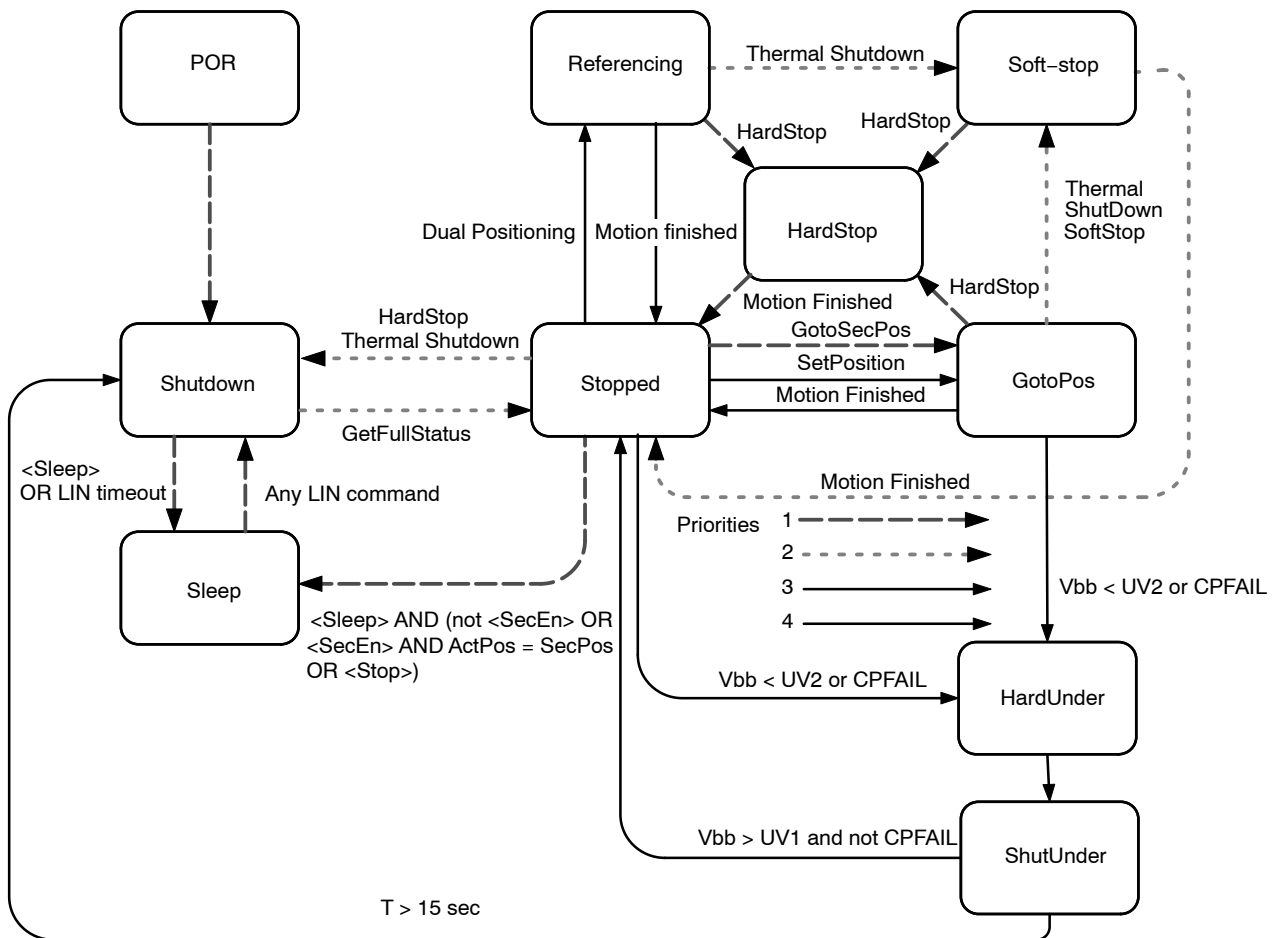 POR
Referencing
Thermal Shutdown
Soft−stop
HardStop
HardStop
Thermal
ShutDown
SoftStop
Dual Positioning
Motion finished
HardStop
HardStop
Motion Finished
HardStop
Thermal Shutdown
GotoSecPos
Shutdown
Stopped
SetPosition
GotoPos
Motion Finished
GetFullStatus
<Sleep>
OR LIN timeout
Any LIN command
Motion Finished
Priorities
1
2
3
4
Sleep
Vbb < UV2 or CPFAIL
<Sleep> AND (not <SecEn> OR
<SecEn> AND ActPos = SecPos
OR <Stop>)
Vbb < UV2 or CPFAIL
HardUnder
Vbb > UV1 and not CPFAIL
ShutUnder
T > 15 sec